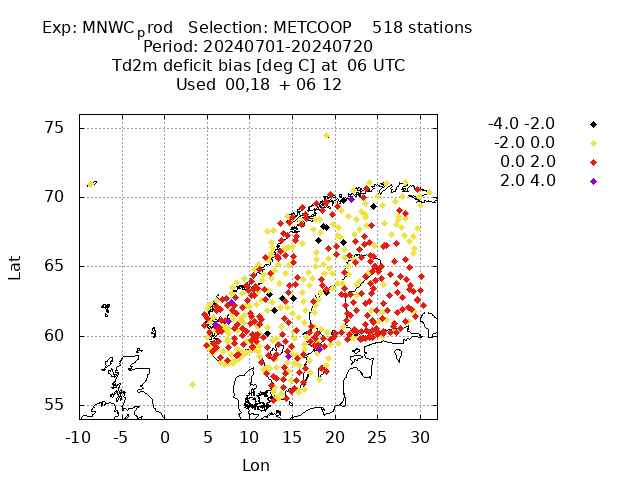 Exp: MNWCprod   Selection: METCOOP    518 stations
Period: 20240701-20240720
Td2m deficit bias [deg C] at  06 UTC
Used  00,18  + 06 12
-4.0 -2.0
-2.0 0.0
0.0 2.0
2.0 4.0
75
70
65
60
55
Lat
-10 -5 0 5 10 15 20 25 30
Lon